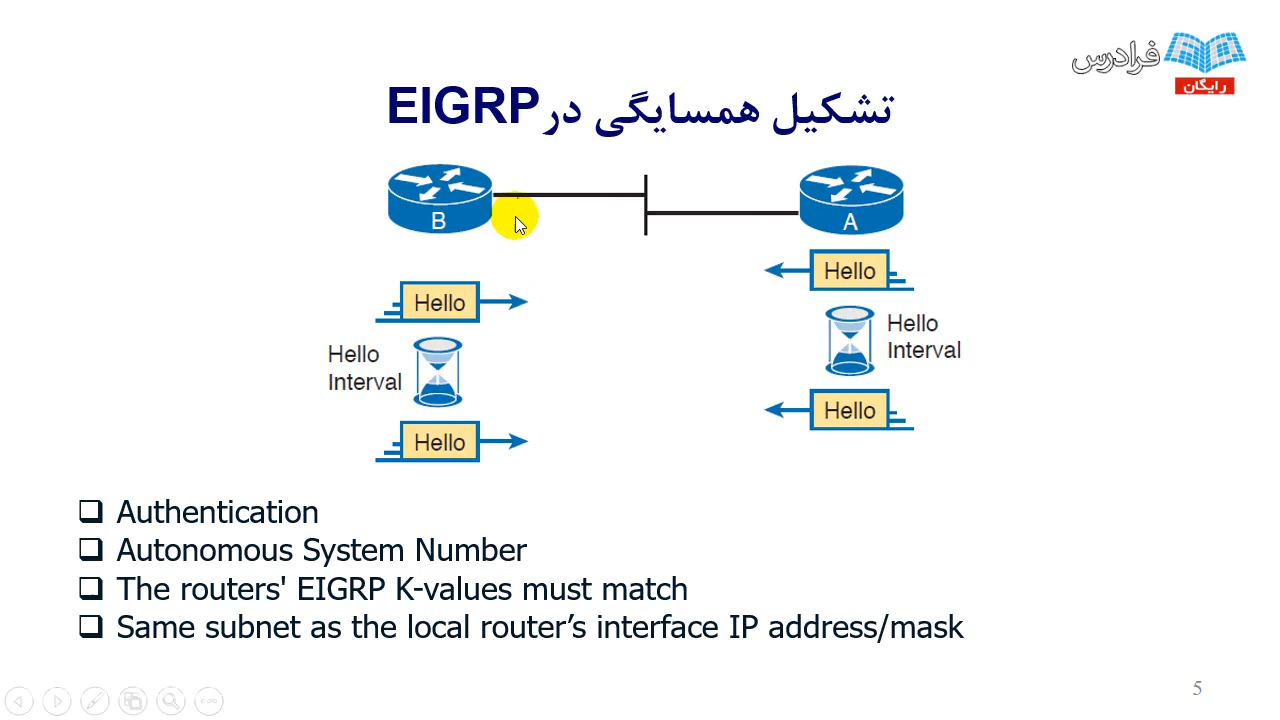 فرادرس
رایگان
تشکیل همسایگی در EIGRP
B
A
Hello
Hello
Hello
Interval
Hello
Interval
Hello
Hello
Authentication
Autonomous System Number
The routers' EIGRP K-values must match
Same subnet as the local router’s interface IP address/mask
5